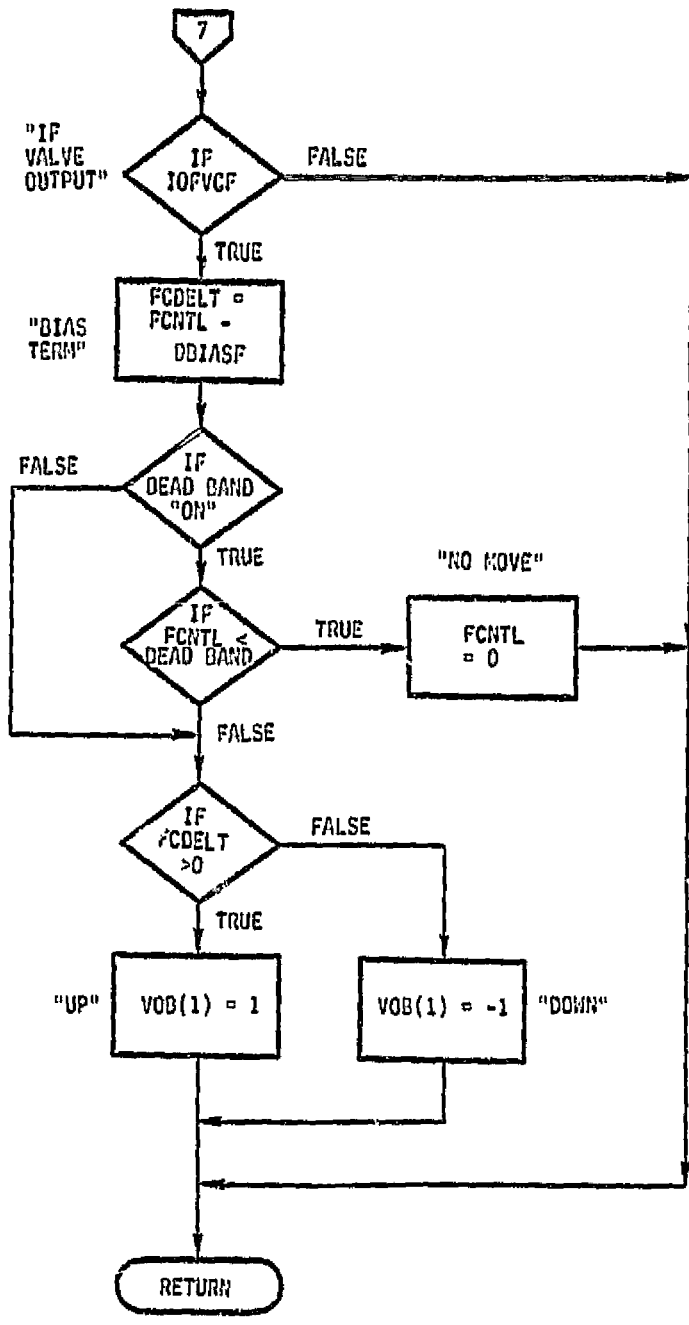 7
"IF
VALVE
OUTPUT"
IF
IOFVCF
FALSE
TRUE
"BIAS
TERM"
FCDELT =
FCNTL -
DBIASF
FALSE
IF
DEAD BAND
"ON"
TRUE
"NO MOVE"
IF
FCNTL <
DEAD BAND
TRUE
FCNTL
= 0
FALSE
IF
FCDELT
>0
FALSE
TRUE
"UP"
VOB(1) = 1
VOB(1) = -1
"DOWN"
RETURN